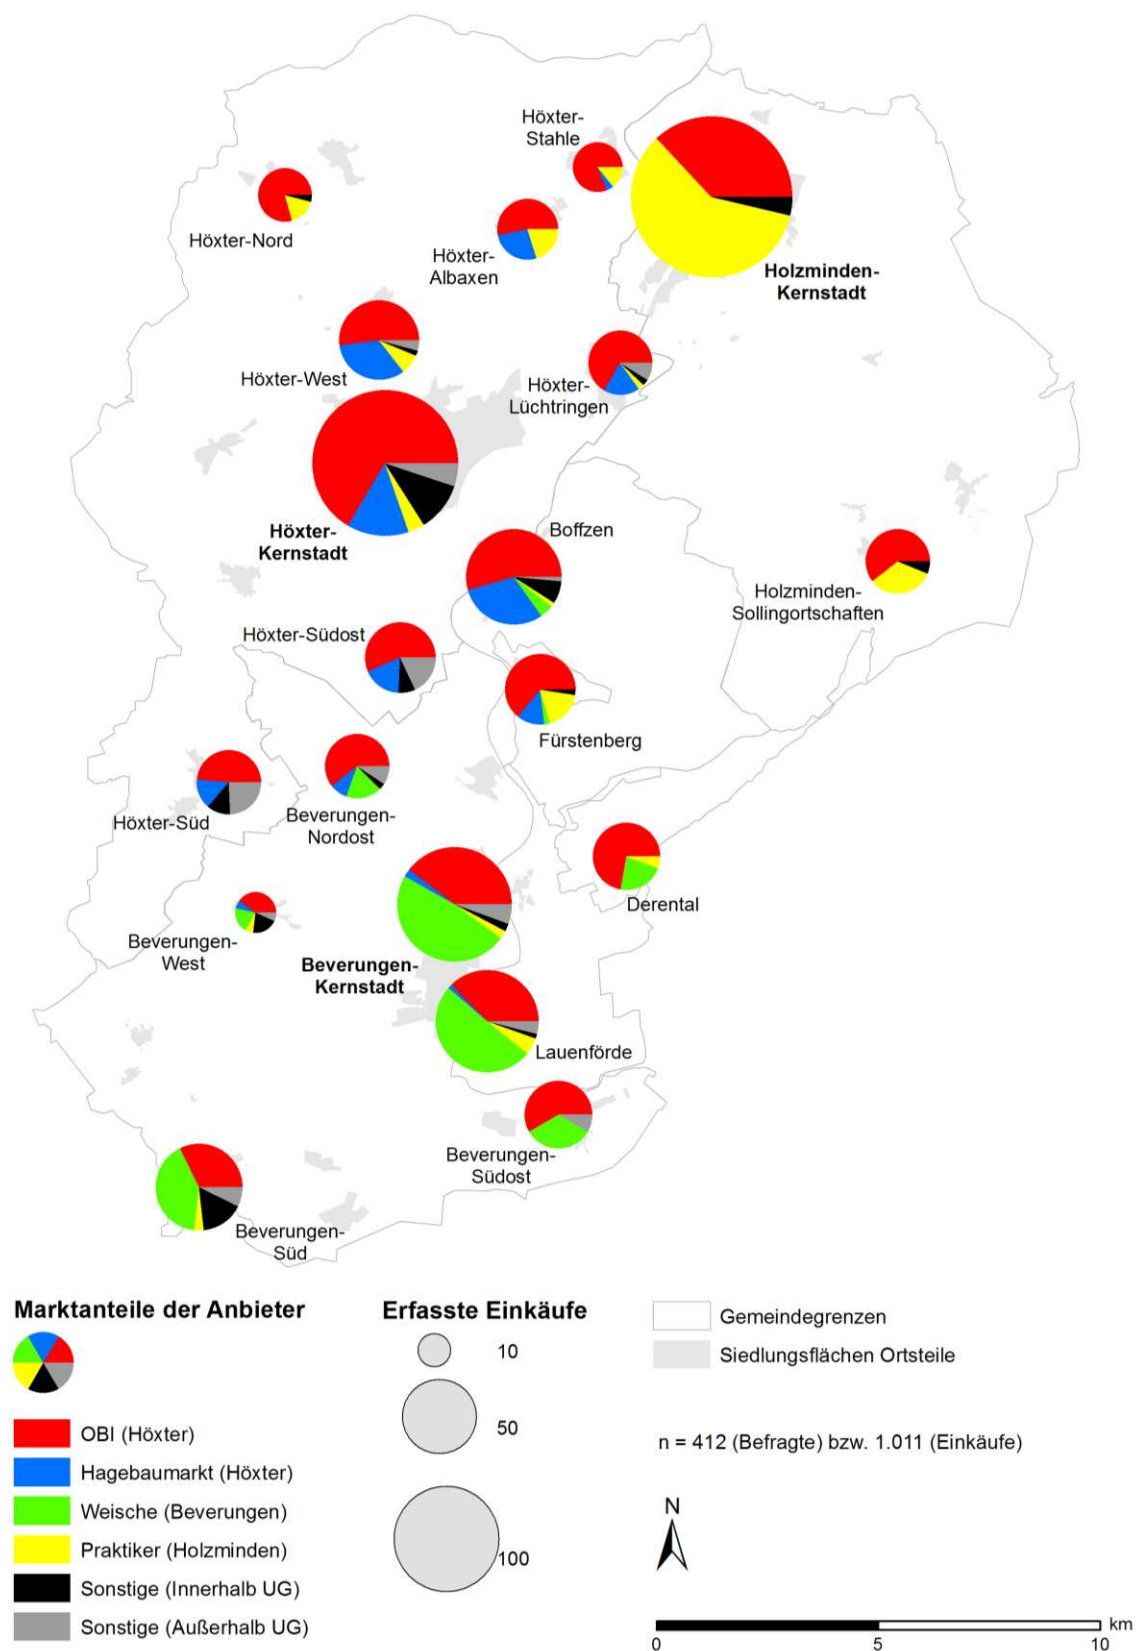 Höxter-
Stahle
Höxter-Nord
Höxter-
Albaxen
Holzminden-
Kernstadt
Höxter-West
Höxter-
Lüchtringen
Höxter-
Kernstadt
Boffzen
Holzminden-
Sollingortschaften
Höxter-Südost
Fürstenberg
Höxter-Süd
Beverungen-
Nordost
Derental
Beverungen-
West
Beverungen-
Kernstadt
Lauenförde
Beverungen-
Südost
Beverungen-
Süd
Marktanteile der Anbieter
OBI (Höxter)
Hagebaumarkt (Höxter)
Weische (Beverungen)
Praktiker (Holzminden)
Sonstige (Innerhalb UG)
Sonstige (Außerhalb UG)
Erfasste Einkäufe
10
50
100
Gemeindegrenzen
Siedlungsflächen Ortsteile
n = 412 (Befragte) bzw. 1.011 (Einkäufe)
N
km
0 5 10